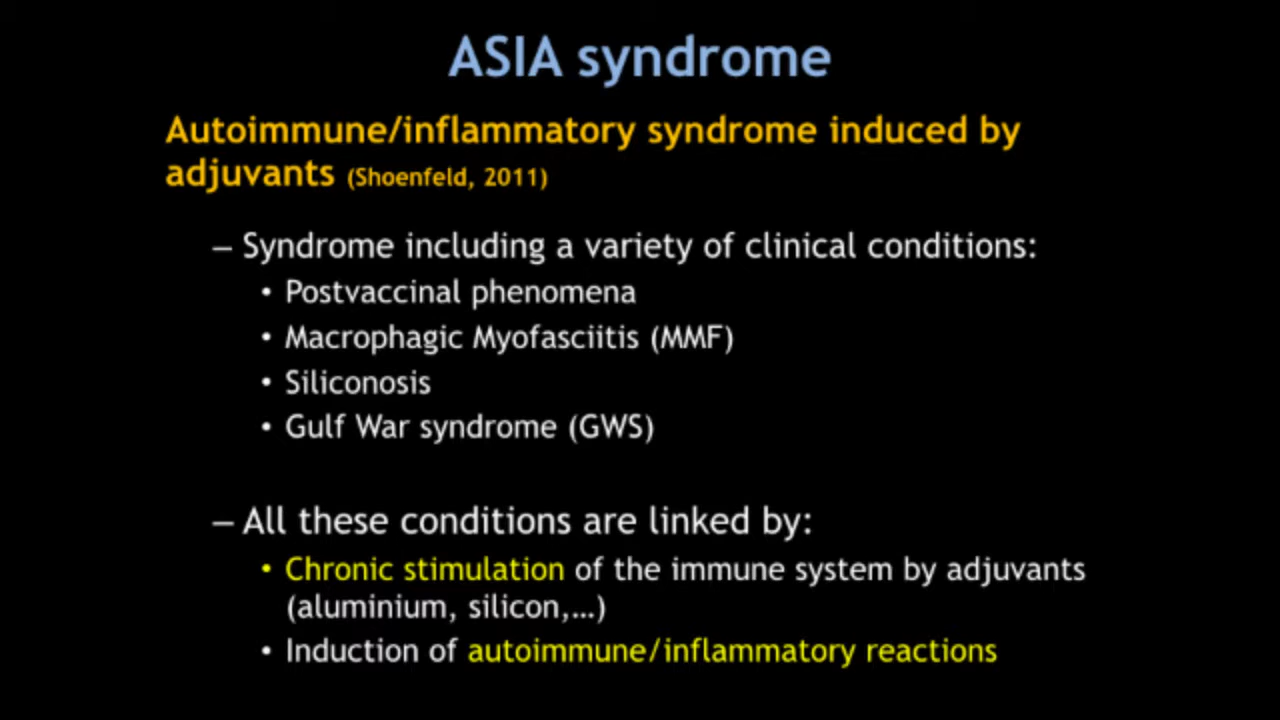 ASIA syndrome
Autoimmune/inflammatory syndrome induced by
adjuvants (Shoenfeld, 2011)
– Syndrome including a variety of clinical conditions:
• Postvaccinal phenomena
• Macrophagic Myofasciitis (MMF)
• Siliconosis
• Gulf War syndrome (GWS)
– All these conditions are linked by:
• Chronic stimulation of the immune system by adjuvants
(aluminium, silicon,…)
• Induction of autoimmune/inflammatory reactions